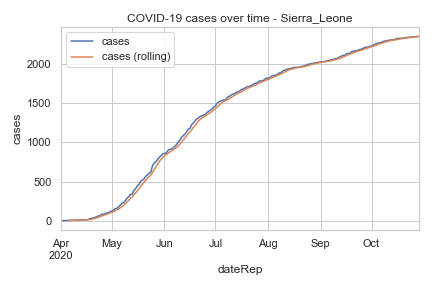 COVID-19 cases over time - Sierra_Leone
cases
cases (rolling)
cases
2000
1500
1000
500
0
Apr May Jun Jul Aug Sep Oct
2020
dateRep